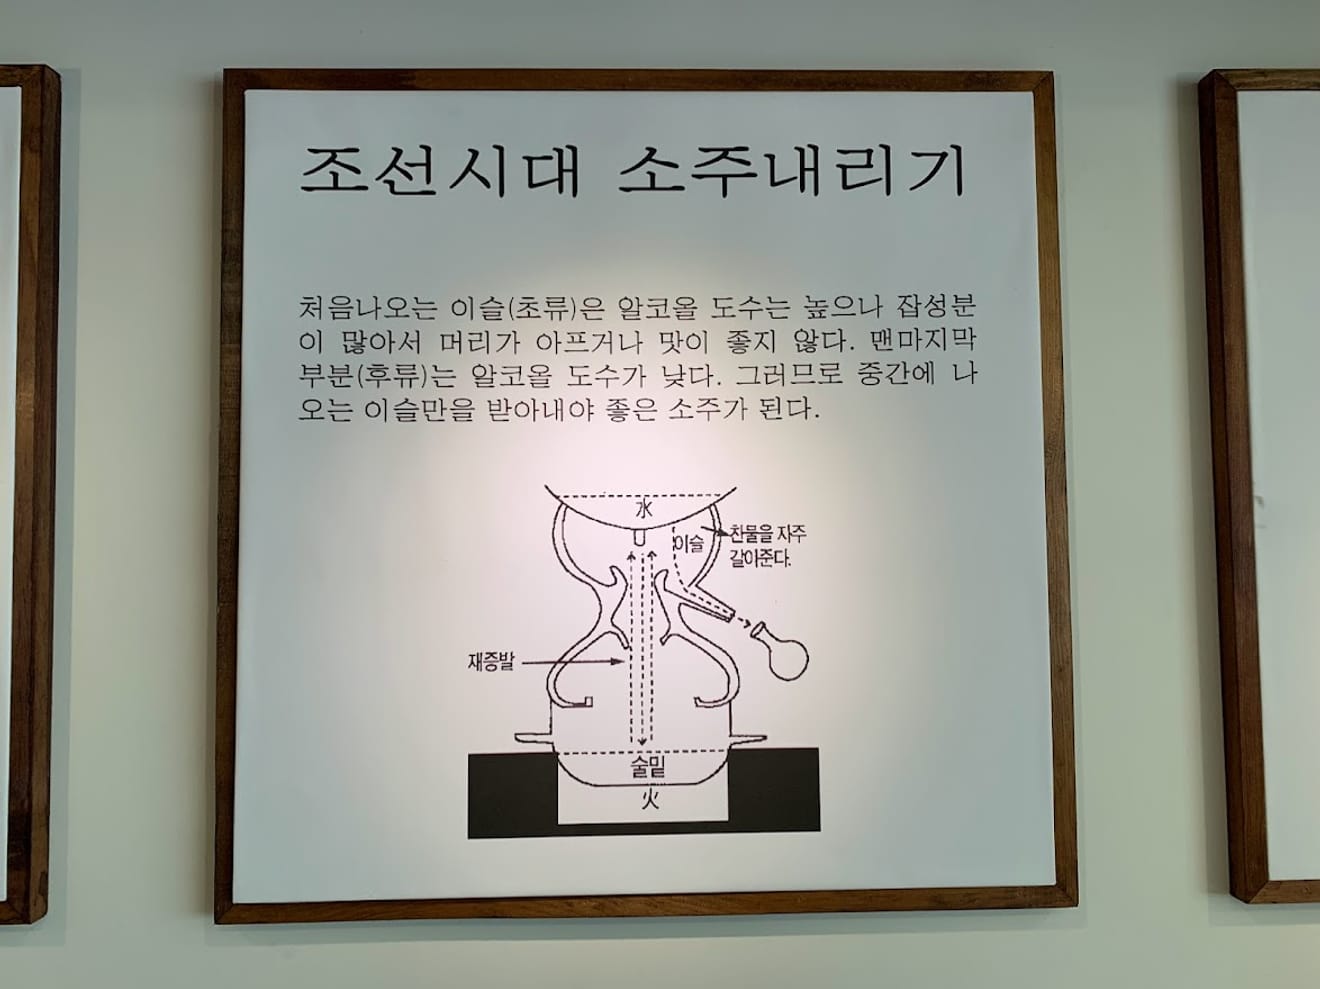 조선시대 소주내리기
처음나오는 이슬(초류)은 알코올 도수는 높으나 잡성분
이 많아서 머리가 아프거나 맛이 좋지 않다. 맨마지막
부분(후류)는 알코올 도수가 낮다. 그러므로 중간에 나
오는 이슬만을 받아내야 좋은 소주가 된다.
水
이슬
찬물을 자주
갈아준다.
재증발
술밑
火